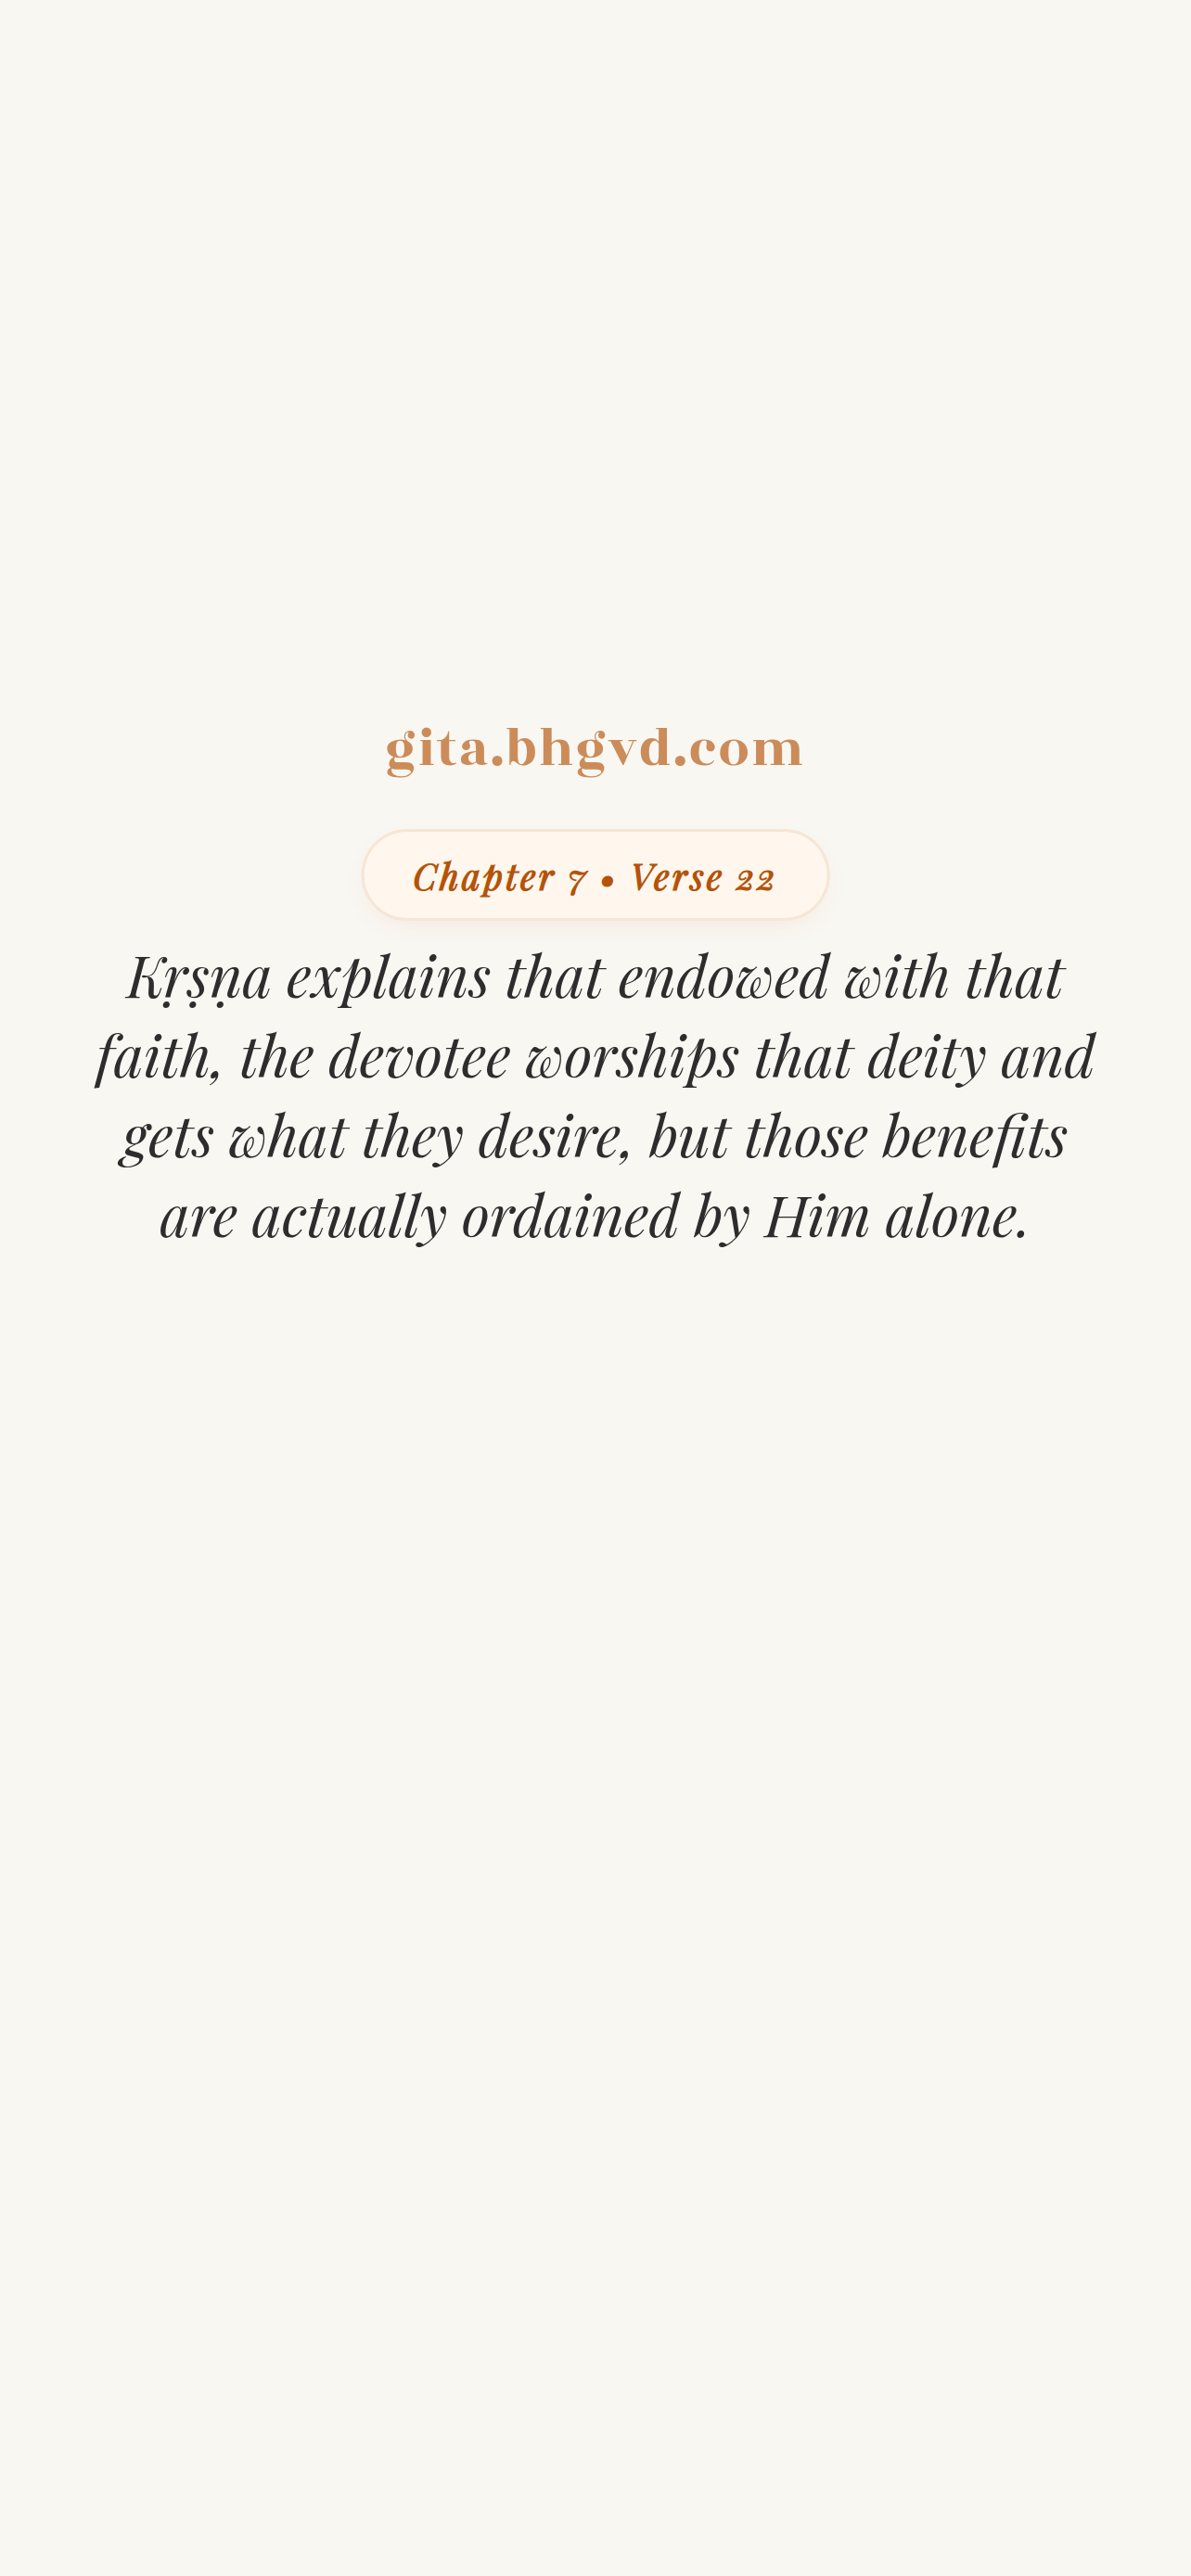 gita.bhgvd.com
Chapter 7 • Verse 22
Kṛṣṇa explains that endowed with that
faith, the devotee worships that deity and
gets what they desire, but those benefits
are actually ordained by Him alone.